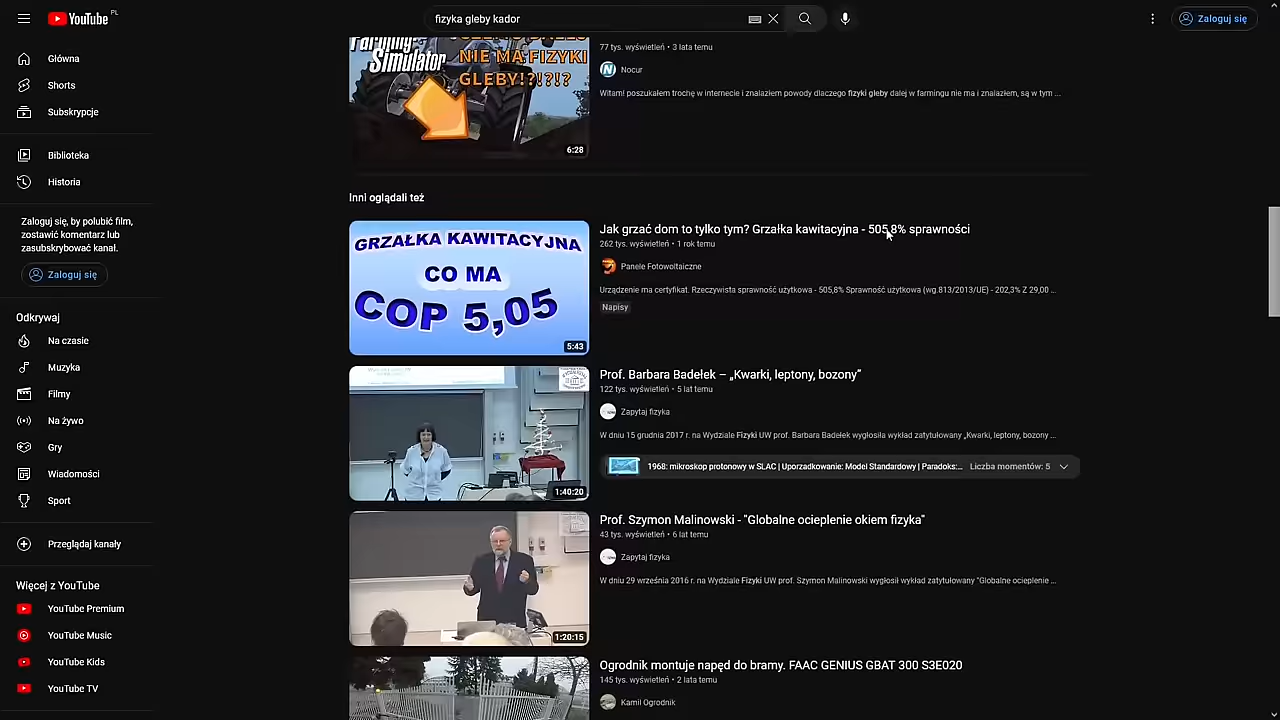 YouTube PL
fizyka gleby kador
Zaloguj się
Główna
Shorts
Subskrypcje
Biblioteka
Historia
Zaloguj się, by polubić film,
zostawić komentarz lub
zasubskrybować kanał.
Zaloguj się
Odkrywaj
Na czasie
Muzyka
Filmy
Na żywo
Gry
Wiadomości
Sport
Przeglądaj kanały
Więcej z YouTube
YouTube Premium
YouTube Music
YouTube Kids
YouTube TV
Farming
Simulator
NIE MA FIZYKI
GLEBY!?!?!?
6:28
77 tys. wyświetleń • 3 lata temu
Nocur
Witam! poszukałem trochę w internecie i znalazłem powody dlaczego fizyki gleby dalej w farmingu nie ma i znalazłem, są w tym ...
Inni oglądali też
GRZAŁKA KAWITACYJNA
CO MA
COP 5,05
5:43
Jak grzać dom to tylko tym? Grzałka kawitacyjna - 505,8% sprawności
262 tys. wyświetleń • 1 rok temu
Panele Fotowoltaiczne
Urządzenie ma certyfikat. Rzeczywista sprawność użytkowa - 505,8% Sprawność użytkowa (wg.813/2013/UE) - 202,3% Z 29,00 ...
Napisy
1:40:20
Prof. Barbara Badełek – „Kwarki, leptony, bozony”
122 tys. wyświetleń • 5 lat temu
Zapytaj fizyka
W dniu 15 grudnia 2017 r. na Wydziale Fizyki UW prof. Barbara Badełek wygłosiła wykład zatytułowany „Kwarki, leptony, bozony ...
1968: mikroskop protonowy w SLAC | Uporządkowanie: Model Standardowy | Paradoks:... Liczba momentów: 5
1:20:15
Prof. Szymon Malinowski - "Globalne ocieplenie okiem fizyka"
43 tys. wyświetleń • 6 lat temu
Zapytaj fizyka
W dniu 29 września 2016 r. na Wydziale Fizyki UW prof. Szymon Malinowski wygłosił wykład zatytułowany "Globalne ocieplenie ...
Ogrodnik montuje napęd do bramy. FAAC GENIUS GBAT 300 S3E020
145 tys. wyświetleń • 2 lata temu
Kamil Ogrodnik